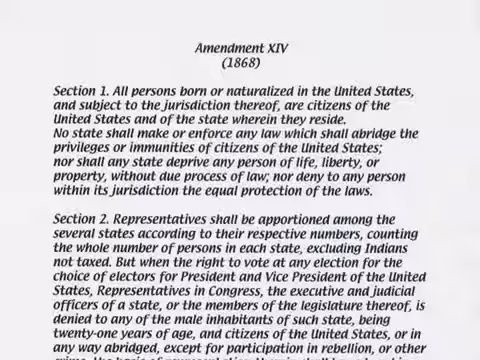 Amendment XIV
(1868)
Section 1. All persons born or naturalized in the United States,
and subject to the jurisdiction thereof, are citizens of the
United States and of the state wherein they reside.
No state shall make or enforce any law which shall abridge the
privileges or immunities of citizens of the United States;
nor shall any state deprive any person of life, liberty, or
property, without due process of law; nor deny to any person
within its jurisdiction the equal protection of the laws.
Section 2. Representatives shall be apportioned among the
several states according to their respective numbers, counting
the whole number of persons in each state, excluding Indians
not taxed. But when the right to vote at any election for the
choice of electors for President and Vice President of the United
States, Representatives in Congress, the executive and judicial
officers of a state, or the members of the legislature thereof, is
denied to any of the male inhabitants of such state, being
twenty-one years of age, and citizens of the United States, or in
any way abridged, except for participation in rebellion, or other